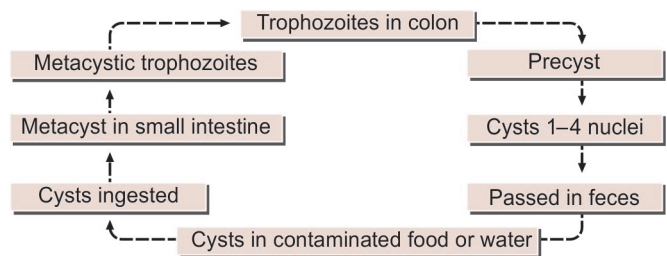 Trophozoites in colon
Metacystic trophozoites
Precyst
Metacyst in small intestine
Cysts 1–4 nuclei
Cysts ingested
Passed in feces
Cysts in contaminated food or water